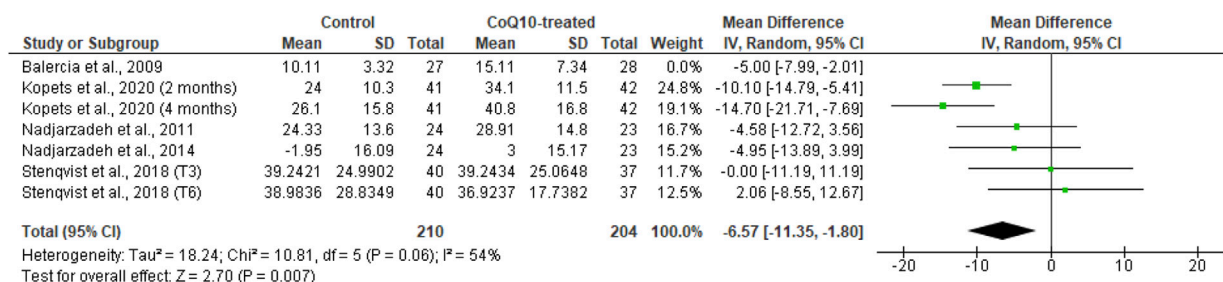 Control CoQ10-treated Mean Difference Mean Difference
Study or Subgroup Mean SD Total Mean SD Total Weight IV, Random, 95% CI IV, Random, 95% CI
Balercia et al., 2009 10.11 3.32 27 15.11 7.34 28 0.0% -5.00 [-7.99, -2.01]
Kopets et al., 2020 (2 months) 24 10.3 41 34.1 11.5 42 24.8% -10.10 [-14.79, -5.41]
Kopets et al., 2020 (4 months) 26.1 15.8 41 40.8 16.8 42 19.1% -14.70 [-21.71, -7.69]
Nadjarzadeh et al., 2011 24.33 13.6 24 28.91 14.8 23 16.7% -4.58 [-12.72, 3.56]
Nadjarzadeh et al., 2014 -1.95 16.09 24 3 15.17 23 15.2% -4.95 [-13.89, 3.99]
Stenqvist et al., 2018 (T3) 39.2421 24.9902 40 39.2434 25.0648 37 11.7% -0.00 [-11.19, 11.19]
Stenqvist et al., 2018 (T6) 38.9836 28.8349 40 36.9237 17.7382 37 12.5% 2.06 [-8.55, 12.67]
Total (95% CI) 210 204 100.0% -6.57 [-11.35, -1.80]
Heterogeneity: Tau² = 18.24; Chi² = 10.81, df = 5 (P = 0.06); I² = 54%
Test for overall effect: Z = 2.70 (P = 0.007)
-20 -10 0 10 20